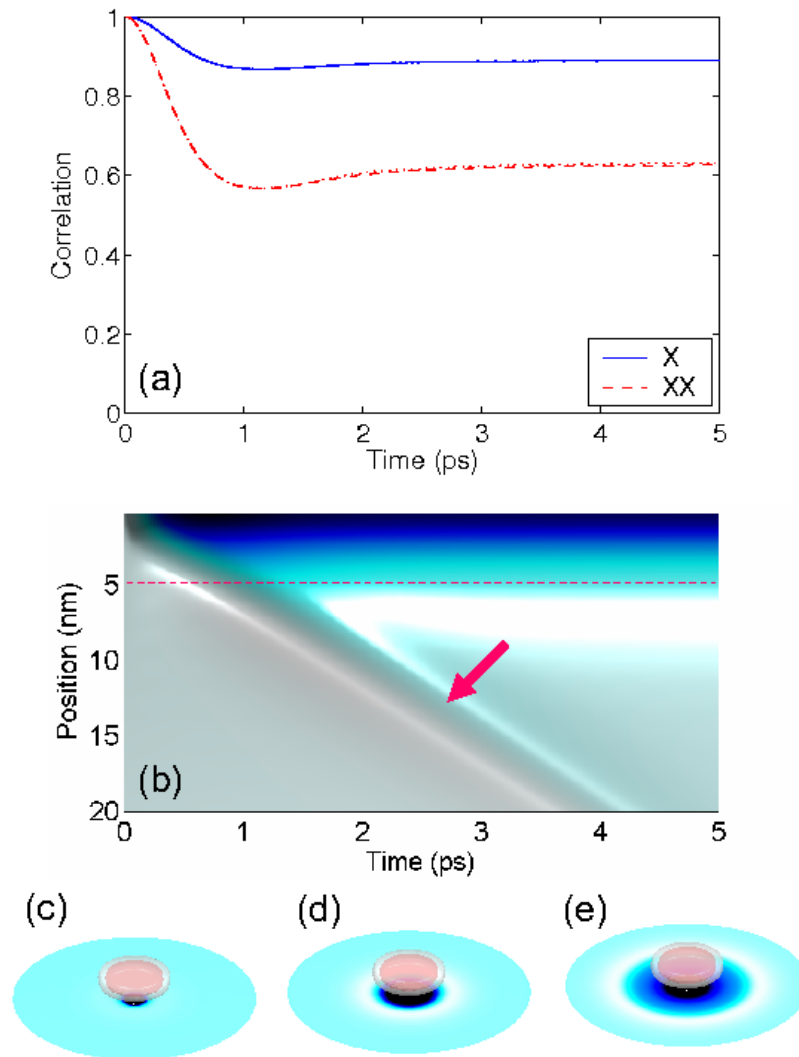 1
0.8
0.6
0.4
0.2
0
Correlation
(a)
X
XX
0 1 2 3 4 5
Time (ps)
5
10
15
20
Position (nm)
(b)
0 1 2 3 4 5
Time (ps)
(c) (d) (e)